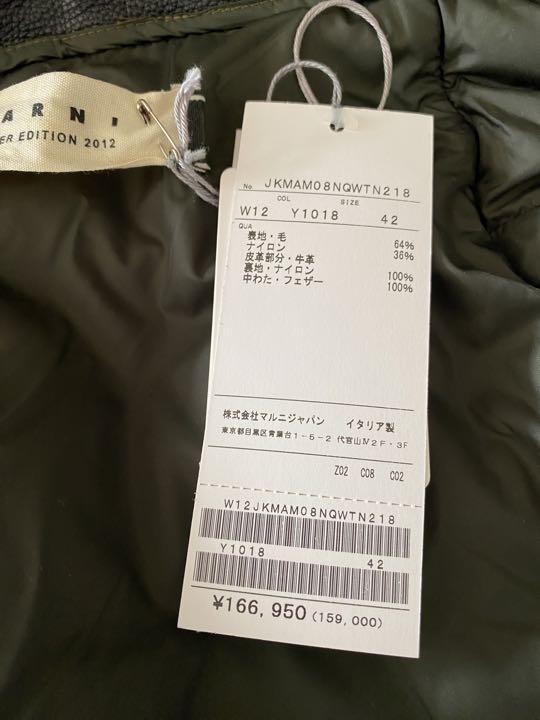 ARNI
ER EDITION 2012
No. JKMAM08NQWTN218
COL SIZE
W12 Y1018 42
QUA
表地・毛 64%
ナイロン 36%
皮革部分・牛革
裏地・ナイロン 100%
中わた・フェザー 100%
株式会社マルニジャパン イタリア製
東京都目黒区青葉台1-5-2 代官山Ⅳ2F・3F
Z02 C08 C02
W12JKMAM08NQWTN218
Y1018 42
¥166,950 (159,000)